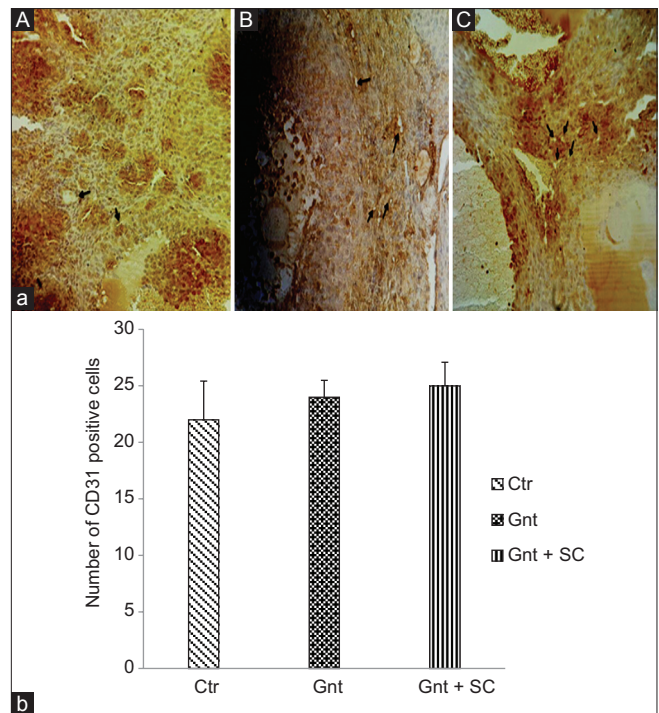 A
B
C
a
30
25
20
15
10
5
0
Number of CD31 positive cells
Ctr
Gnt
Gnt + SC
Ctr
Gnt
Gnt + SC
b